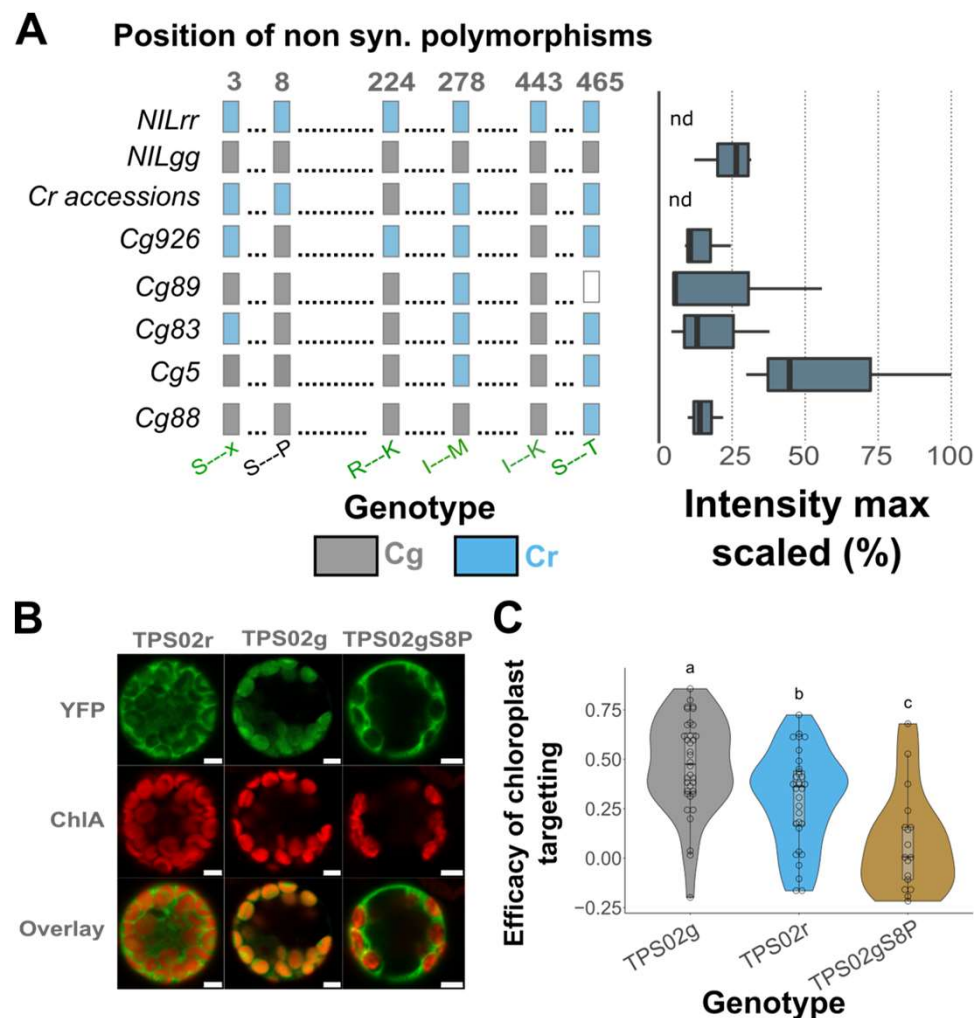 A
Position of non syn. polymorphisms
3 8 224 278 443 465
NILrr
NILgg
Cr accessions
Cg926
Cg89
Cg83
Cg5
Cg88
S---x S---P R---K I---M I---K S---T
Genotype
Cg Cr
nd
nd
0 25 50 75 100
Intensity max
scaled (%)
B
TPS02r TPS02g TPS02gS8P
YFP
ChlA
Overlay
C
Efficacy of chloroplast
targetting
0.75
0.50
0.25
0.00
−0.25
a
b
c
TPS02g
TPS02r
TPS02gS8P
Genotype